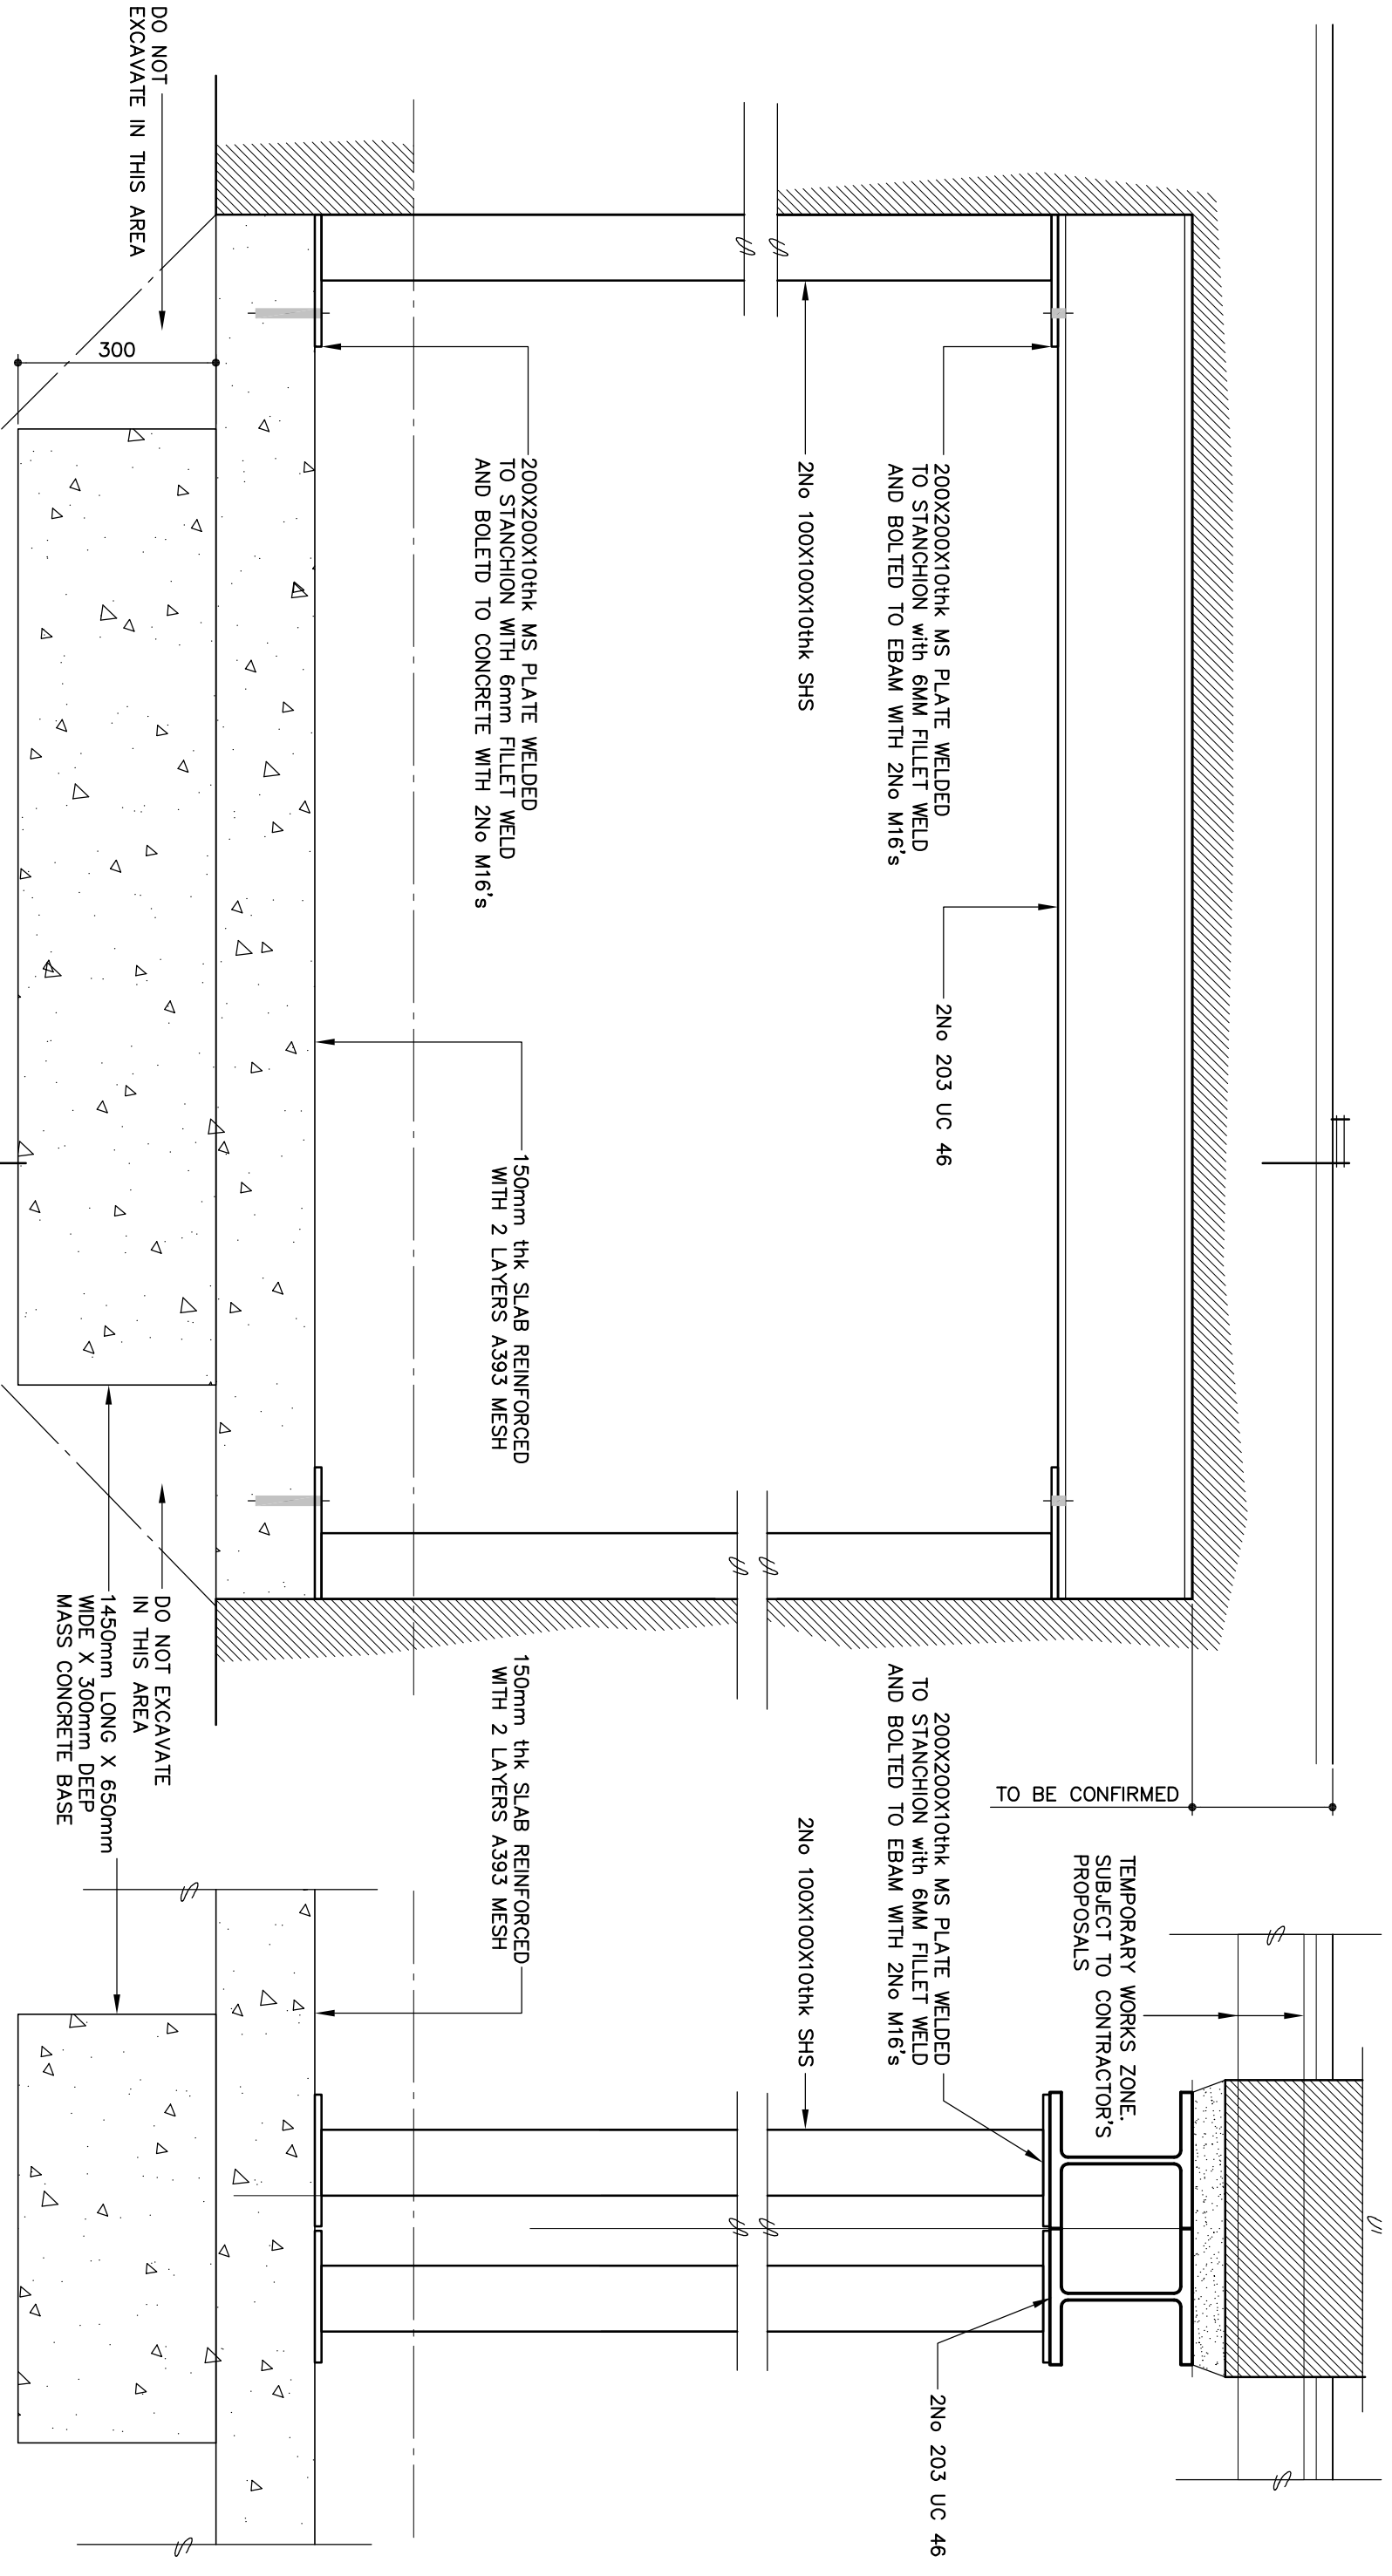 TO BE CONFIRMED
TEMPORARY WORKS ZONE.
SUBJECT TO CONTRACTOR'S
PROPOSALS
200X200X10thk MS PLATE WELDED
TO STANCHION with 6MM FILLET WELD
AND BOLTED TO EBAM WITH 2No M16's
2No 203 UC 46
200X200X10thk MS PLATE WELDED
TO STANCHION with 6MM FILLET WELD
AND BOLTED TO EBAM WITH 2No M16's
2No 203 UC 46
2No 100X100X10thk SHS
2No 100X100X10thk SHS
200X200X10thk MS PLATE WELDED
TO STANCHION WITH 6mm FILLET WELD
AND BOLETD TO CONCRETE WITH 2No M16's
150mm thk SLAB REINFORCED
WITH 2 LAYERS A393 MESH
150mm thk SLAB REINFORCED
WITH 2 LAYERS A393 MESH
DO NOT
EXCAVATE IN THIS AREA
300
DO NOT EXCAVATE
IN THIS AREA
1450mm LONG X 650mm
WIDE X 300mm DEEP
MASS CONCRETE BASE